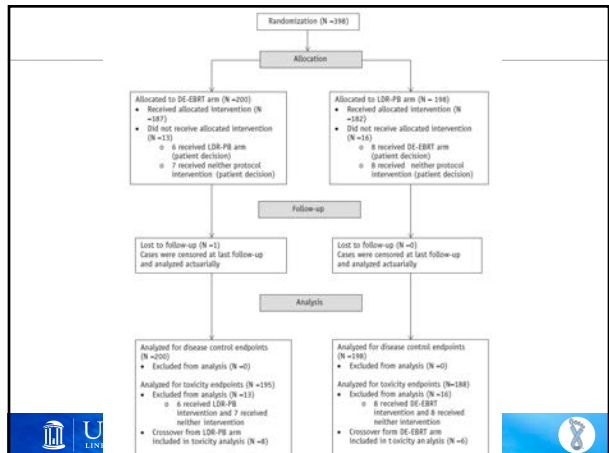 Randomization (N =398)
Allocation
Allocated to DE-EBRT arm (N =200)
• Received allocated intervention (N
=187)
• Did not receive allocated intervention
(N =13)
o 6 received LDR-PB arm
(patient decision)
o 7 received neither protocol
intervention (patient decision)
Allocated to LDR-PB arm (N = 198)
• Received allocated intervention (N
=182)
• Did not receive allocated intervention
(N =16)
o 8 received DE-EBRT arm
(patient decision)
o 8 received neither protocol
intervention (patient decision)
Follow-up
Lost to follow-up (N =1)
Cases were censored at last follow-up
and analyzed actuarially
Lost to follow-up (N =0)
Cases were censored at last follow-up
and analyzed actuarially
Analysis
Analyzed for disease control endpoints
(N =200)
• Excluded from analysis (N =0)
Analyzed for toxicity endpoints (N =195)
• Excluded from analysis (N =13)
o 6 received LDR-PB
intervention and 7 received
neither intervention
• Crossover from LDR-PB arm
included in toxicity analysis (N =8)
Analyzed for disease control endpoints
(N =198)
• Excluded from analysis (N =0)
Analyzed for toxicity endpoints (N=188)
• Excluded from analysis (N =16)
o 8 received DE-EBRT
intervention and 8 received
neither intervention
• Crossover form DE-EBRT arm
included in toxicity analysis (N =6)
U
LINE